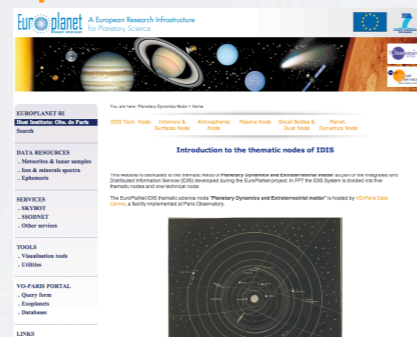 Europlanet
A European Research Infrastructure
for Planetary Science
EUROPLANET RI
Host Institute: Obs. de Paris
Search
DATA RESOURCES
. Meteorites & lunar samples
. Ices & minerals spectra
. Ephemeris
SERVICES
. SKYBOT
. SSODNET
. Other services
TOOLS
. Visualisation tools
. Utilities
VO-PARIS PORTAL
. Query form
. Exoplanets
. Databases
LINKS
You are here: Planetary Dynamics Node > Home
IDIS Tech. Node
Interiors & Surfaces Node
Atmospheres Node
Plasma Node
Small Bodies & Dust Node
Planet. Dynamics Node
Introduction to the thematic nodes of IDIS
This website is dedicated to the thematic fields of "Planetary Dynamics and Extraterrestrial matter" as part of the Integrated and
Distributed Information Service (IDIS) developed during the EuroPlaNet project. In FP7 the IDIS System is divided into five
thematic nodes and one technical node.
The EuroPlaNet IDIS thematic science node "Planetary Dynamics and Extraterrestrial matter" is hosted by VO-Paris Data
Centre, a facility implemented at Paris Observatory.